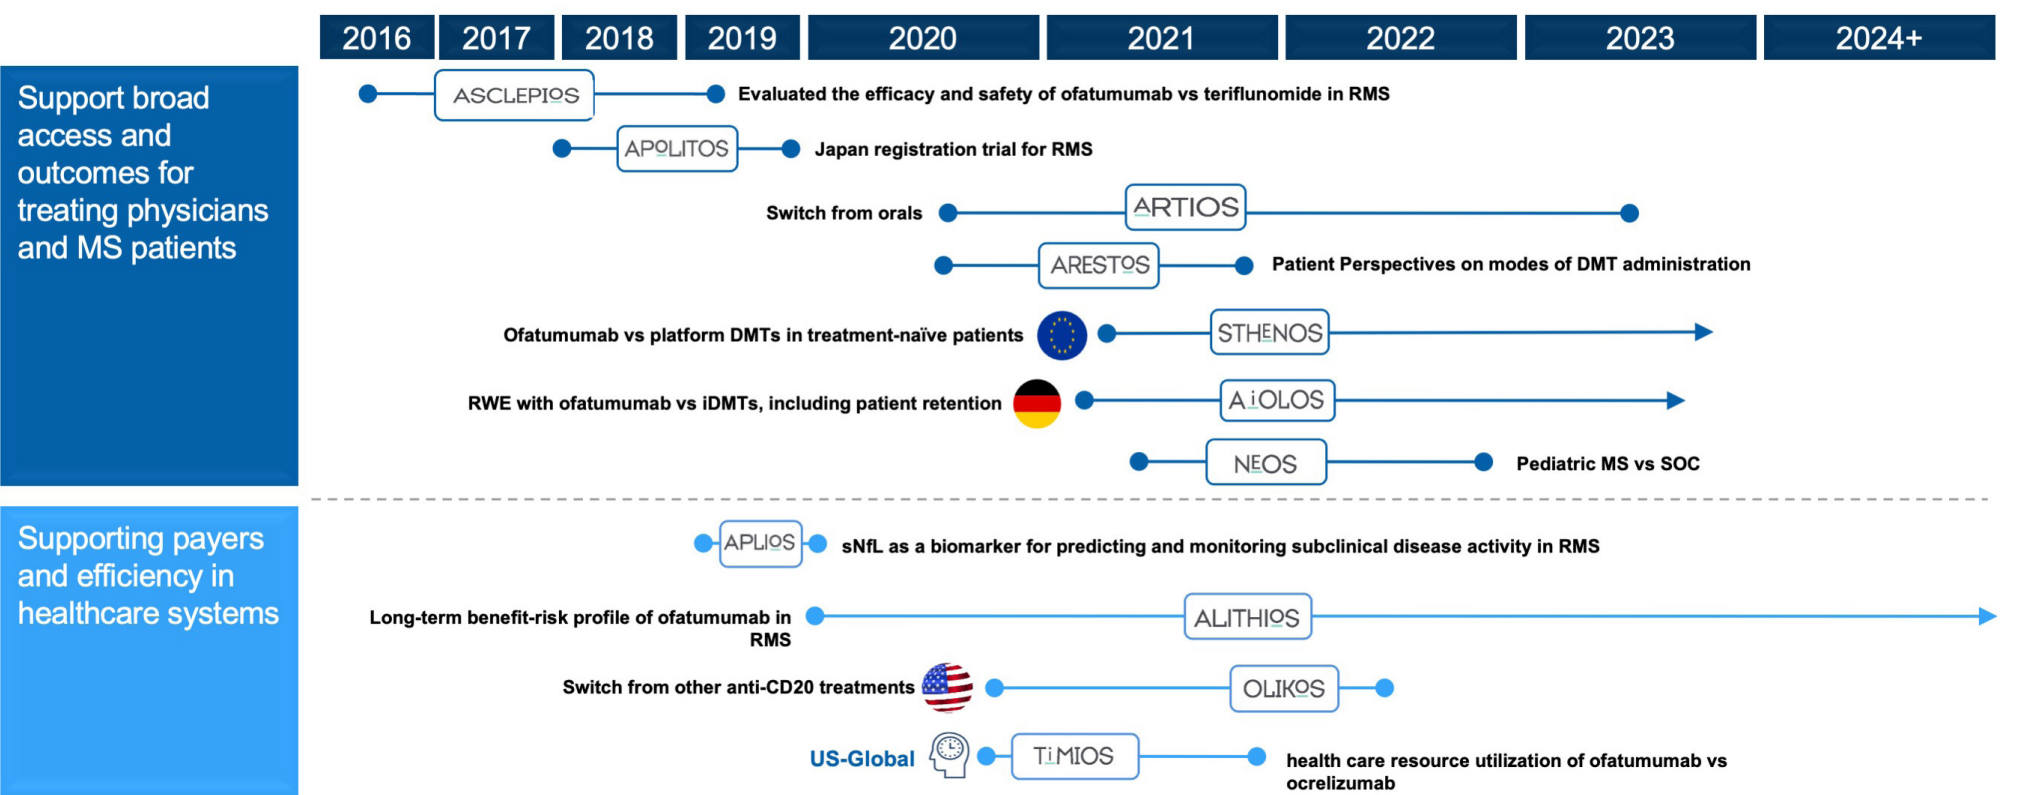 2016 2017 2018 2019 2020 2021 2022 2023 2024+
Support broad
access and
outcomes for
treating physicians
and MS patients
ASCLEPIOS Evaluated the efficacy and safety of ofatumumab vs teriflunomide in RMS
APOLITOS Japan registration trial for RMS
Switch from orals ARTIOS
ARESTOS Patient Perspectives on modes of DMT administration
Ofatumumab vs platform DMTs in treatment-naïve patients STHENOS
RWE with ofatumumab vs iDMTs, including patient retention AiOLOS
NEOS Pediatric MS vs SOC
Supporting payers
and efficiency in
healthcare systems
APLIOS sNfL as a biomarker for predicting and monitoring subclinical disease activity in RMS
Long-term benefit-risk profile of ofatumumab in
RMS
ALITHIOS
Switch from other anti-CD20 treatments OLIKOS
US-Global TiMIOS health care resource utilization of ofatumumab vs
ocrelizumab